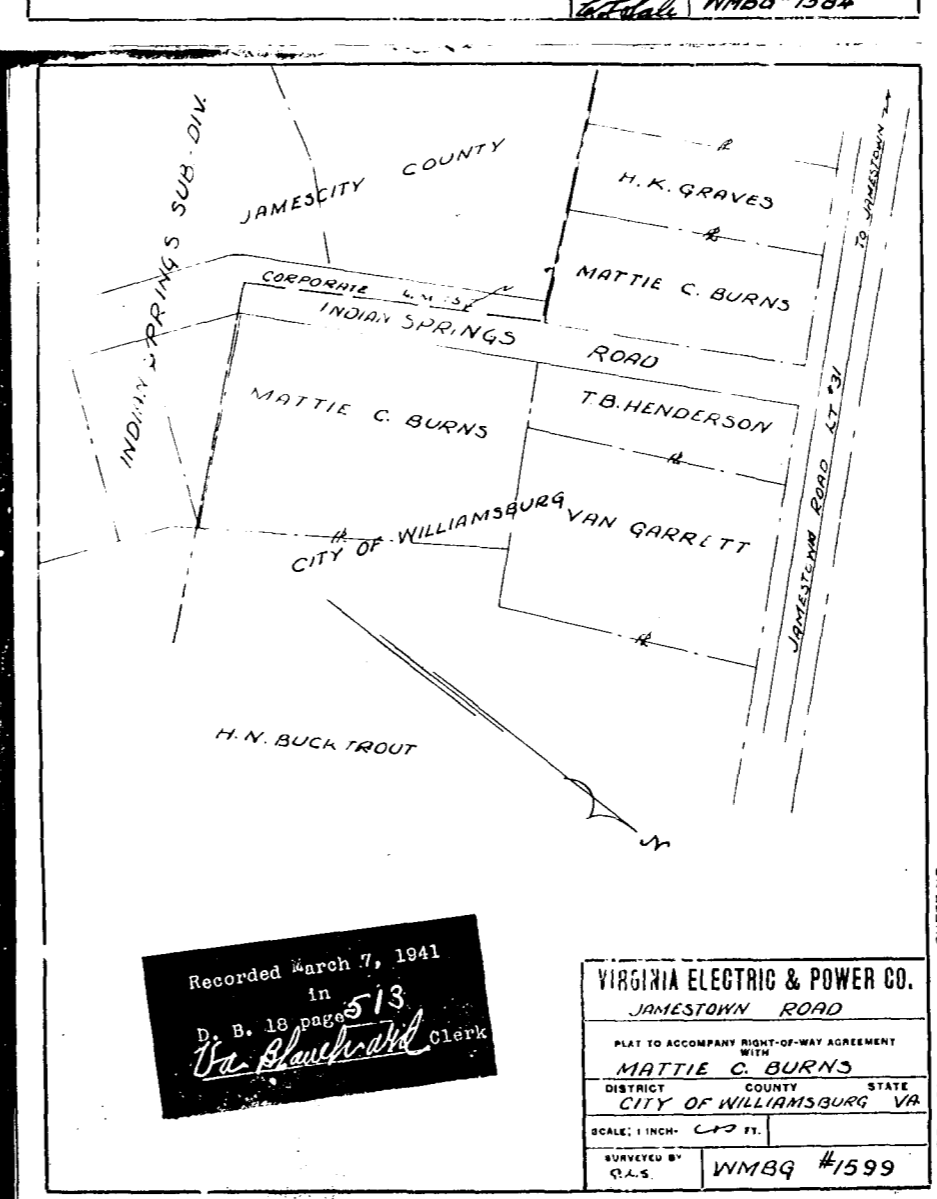 WMBG #1584
TO JAMESTOWN
INDIAN SPRINGS SUB-DIV.
JAMESCITY COUNTY
H.K. GRAVES
MATTIE C. BURNS
CORPORATE LIMITS
INDIAN SPRINGS ROAD
MATTIE C. BURNS
T.B. HENDERSON
VAN GARRETT
CITY OF WILLIAMSBURG
JAMESTOWN ROAD RT #31
H.N. BUCKTROUT
N
Recorded March 7, 1941
in
D. B. 18 page 513
Clerk
VIRGINIA ELECTRIC & POWER CO.
JAMESTOWN ROAD
PLAT TO ACCOMPANY RIGHT-OF-WAY AGREEMENT
WITH
MATTIE C. BURNS
DISTRICT COUNTY STATE
CITY OF WILLIAMSBURG VA
SCALE; 1 INCH- FT.
SURVEYED BY
WMBG #1599